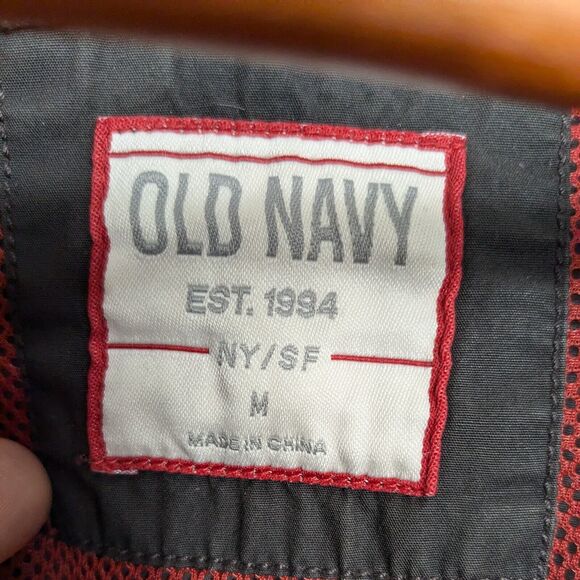 OLD NAVY
EST. 1994
NY/SF
M
MADE IN CHINA